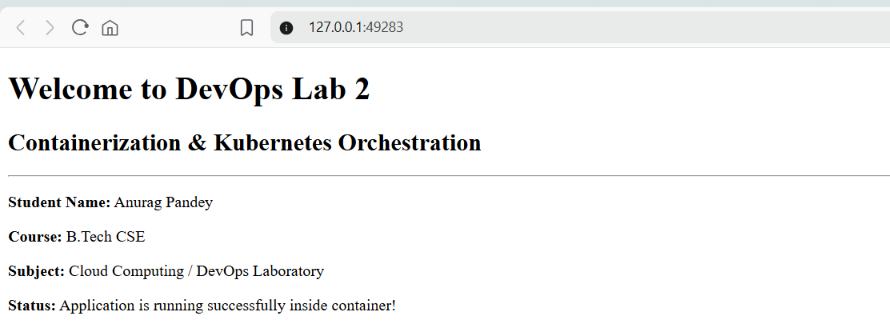 127.0.0.1:49283
Welcome to DevOps Lab 2
Containerization & Kubernetes Orchestration
Student Name: Anurag Pandey
Course: B.Tech CSE
Subject: Cloud Computing / DevOps Laboratory
Status: Application is running successfully inside container!